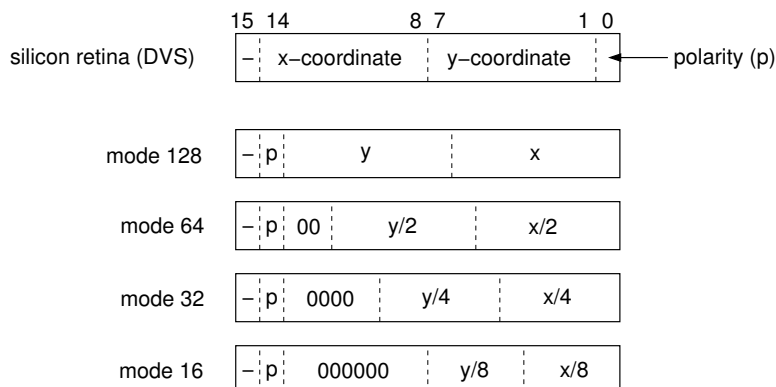 15 14 8 7 1 0
silicon retina (DVS) – x−coordinate y−coordinate polarity (p)
mode 128 – p y x
mode 64 – p 00 y/2 x/2
mode 32 – p 0000 y/4 x/4
mode 16 – p 000000 y/8 x/8